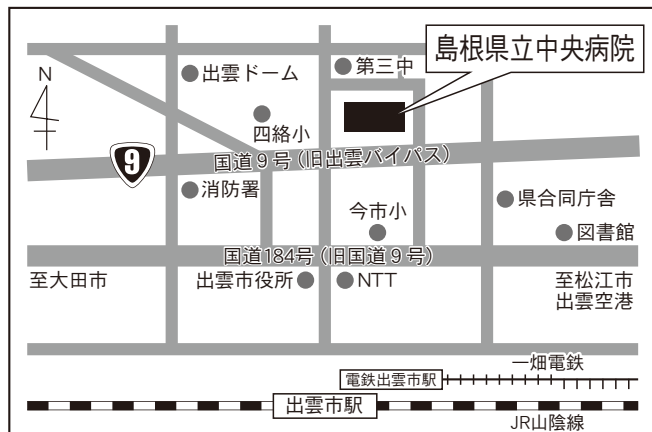 島根県立中央病院
N
出雲ドーム
第三中
四絡小
9
国道9号(旧出雲バイパス)
消防署
今市小
県合同庁舎
図書館
国道184号(旧国道9号)
至大田市
出雲市役所
NTT
至松江市
出雲空港
一畑電鉄
電鉄出雲市駅
出雲市駅
JR山陰線